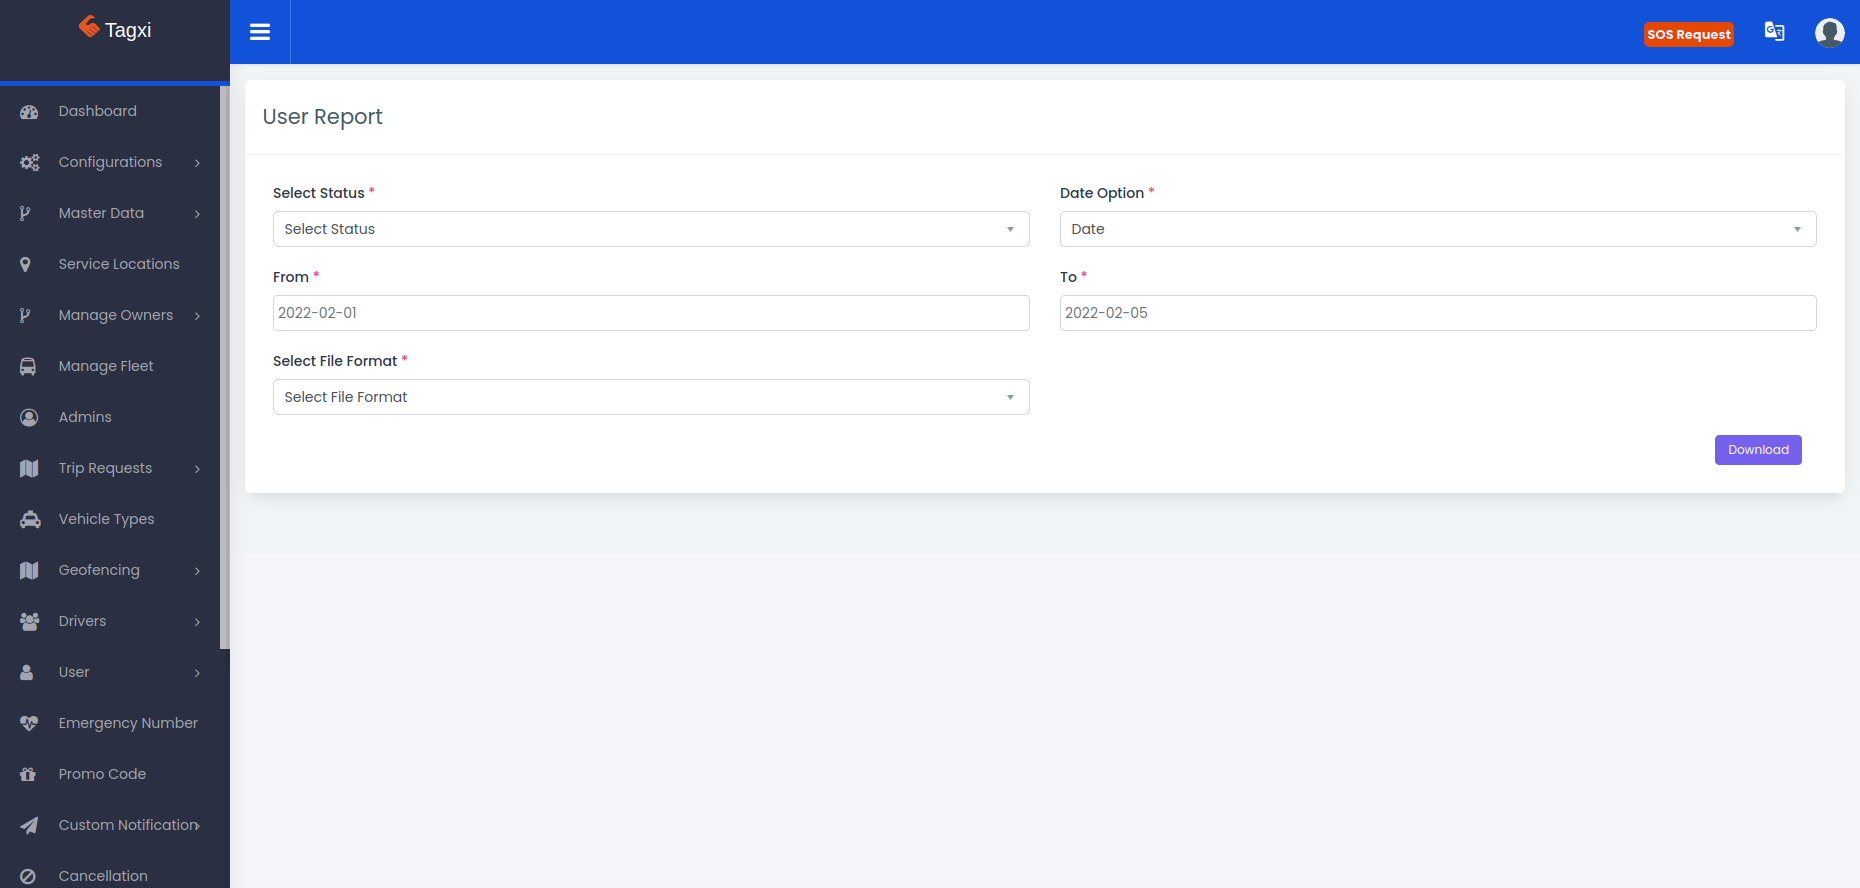 Tagxi
SOS Request
Dashboard
Configurations
Master Data
Service Locations
Manage Owners
Manage Fleet
Admins
Trip Requests
Vehicle Types
Geofencing
Drivers
User
Emergency Number
Promo Code
Custom Notification
Cancellation
User Report
Select Status *
Select Status
Date Option *
Date
From *
2022-02-01
To *
2022-02-05
Select File Format *
Select File Format
Download